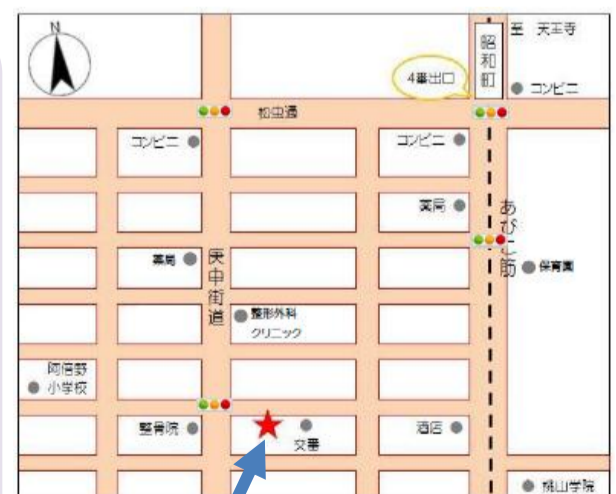 N
昭和町
至 天王寺
4番出口
コンビニ
松虫通
コンビニ
コンビニ
薬局
あびこ筋
薬局
庚申街道
保育園
整形外科
クリニック
阿倍野
小学校
整骨院
交番
酒店
桃山学院